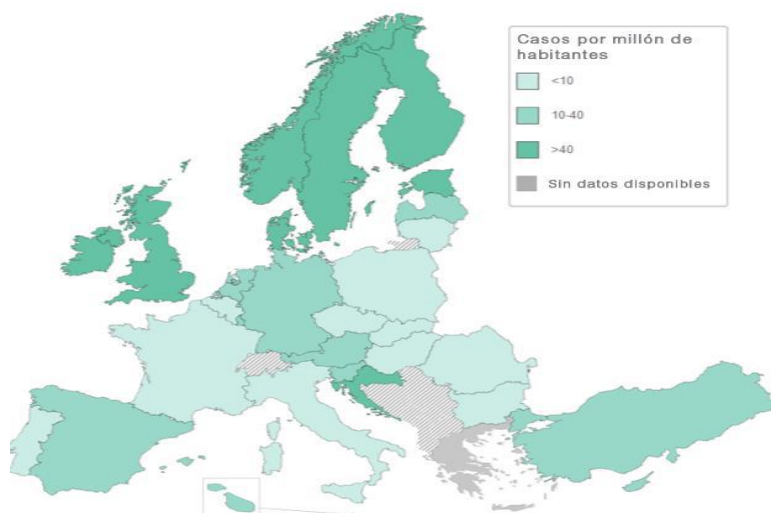 Casos por millón de
habitantes
<10
10-40
>40
Sin datos disponibles